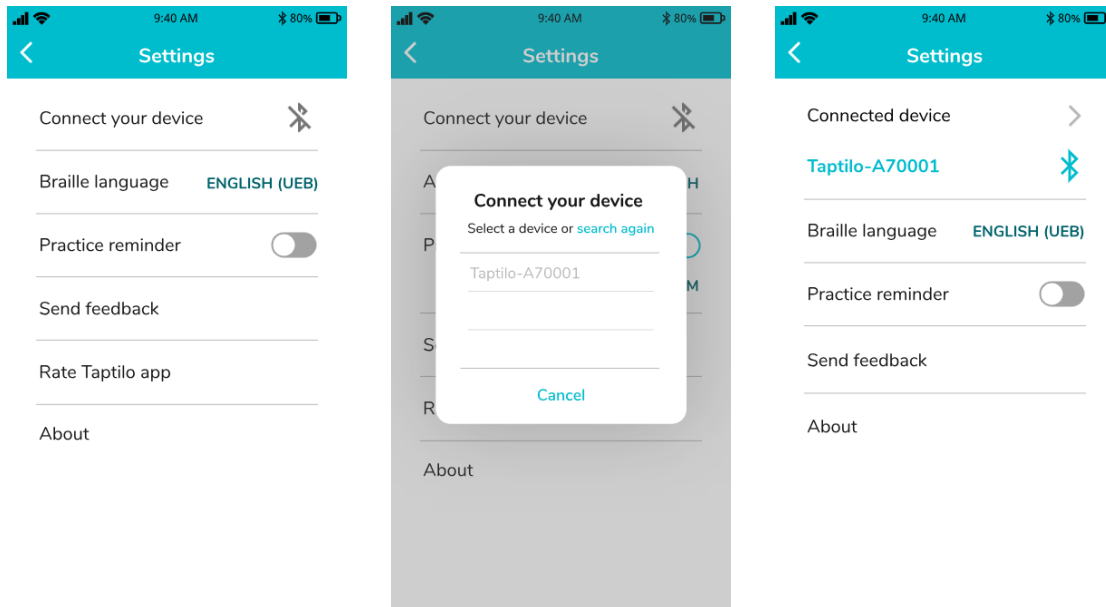 9:40 AM 80%
Settings
Connect your device
Braille language ENGLISH (UEB)
Practice reminder
Send feedback
Rate Taptilo app
About
9:40 AM 80%
Settings
Connect your device
A H
Connect your device
Select a device or search again
P
Taptilo-A70001
M
S
Cancel
R
About
9:40 AM 80%
Settings
Connected device
Taptilo-A70001
Braille language ENGLISH (UEB)
Practice reminder
Send feedback
About